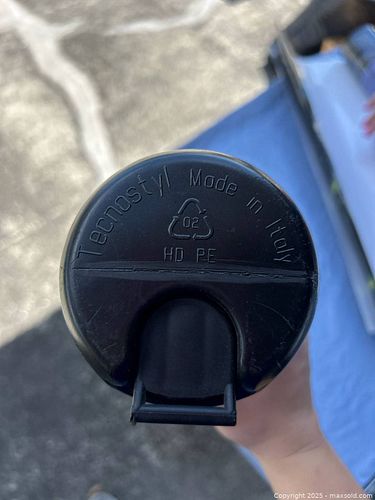 Tecnostyl Made in Italy
02
HD PE
Copyright 2025 - maxsold.com